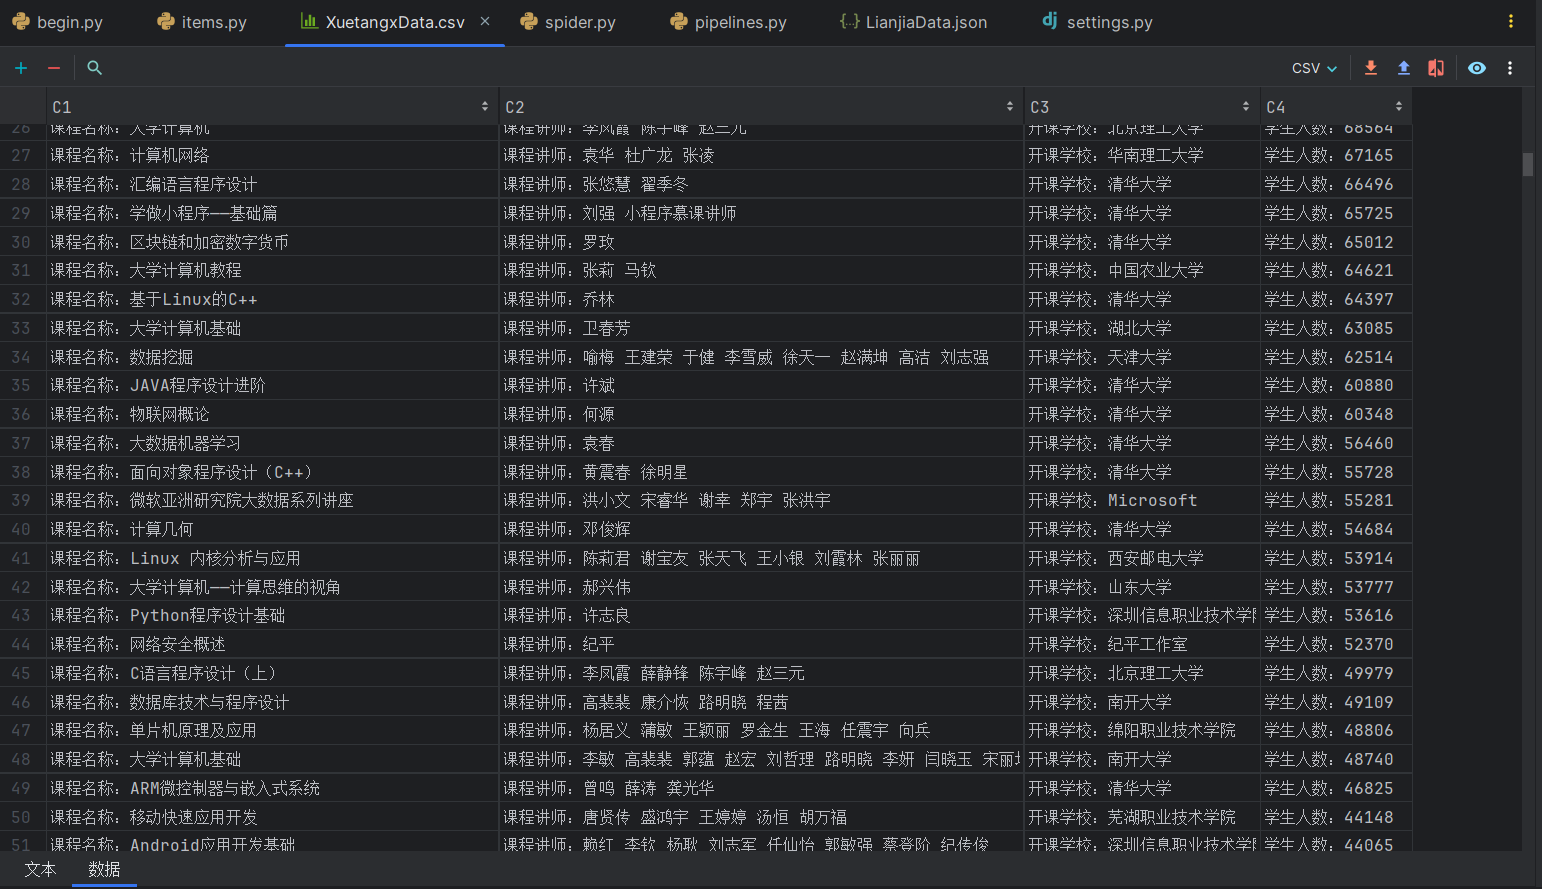 begin.py items.py XuetangxData.csv × spider.py pipelines.py {..} LianjiaData.json dj settings.py
CSV
C1 C2 C3 C4
26 课程名称：大学计算机 课程讲师：李凤霞 陈宇峰 赵三元 开课学校：北京理工大学 学生人数：68564
27 课程名称：计算机网络 课程讲师：袁华 杜广龙 张凌 开课学校：华南理工大学 学生人数：67165
28 课程名称：汇编语言程序设计 课程讲师：张悠慧 翟季冬 开课学校：清华大学 学生人数：66496
29 课程名称：学做小程序——基础篇 课程讲师：刘强 小程序慕课讲师 开课学校：清华大学 学生人数：65725
30 课程名称：区块链和加密数字货币 课程讲师：罗玫 开课学校：清华大学 学生人数：65012
31 课程名称：大学计算机教程 课程讲师：张莉 马钦 开课学校：中国农业大学 学生人数：64621
32 课程名称：基于Linux的C++ 课程讲师：乔林 开课学校：清华大学 学生人数：64397
33 课程名称：大学计算机基础 课程讲师：卫春芳 开课学校：湖北大学 学生人数：63085
34 课程名称：数据挖掘 课程讲师：喻梅 王建荣 于健 李雪威 徐天一 赵满坤 高洁 刘志强 开课学校：天津大学 学生人数：62514
35 课程名称：JAVA程序设计进阶 课程讲师：许斌 开课学校：清华大学 学生人数：60880
36 课程名称：物联网概论 课程讲师：何源 开课学校：清华大学 学生人数：60348
37 课程名称：大数据机器学习 课程讲师：袁春 开课学校：清华大学 学生人数：56460
38 课程名称：面向对象程序设计（C++） 课程讲师：黄震春 徐明星 开课学校：清华大学 学生人数：55728
39 课程名称：微软亚洲研究院大数据系列讲座 课程讲师：洪小文 宋睿华 谢幸 郑宇 张洪宇 开课学校：Microsoft 学生人数：55281
40 课程名称：计算几何 课程讲师：邓俊辉 开课学校：清华大学 学生人数：54684
41 课程名称：Linux 内核分析与应用 课程讲师：陈莉君 谢宝友 张天飞 王小银 刘霞林 张丽丽 开课学校：西安邮电大学 学生人数：53914
42 课程名称：大学计算机——计算思维的视角 课程讲师：郝兴伟 开课学校：山东大学 学生人数：53777
43 课程名称：Python程序设计基础 课程讲师：许志良 开课学校：深圳信息职业技术学院 学生人数：53616
44 课程名称：网络安全概述 课程讲师：纪平 开课学校：纪平工作室 学生人数：52370
45 课程名称：C语言程序设计（上） 课程讲师：李凤霞 薛静锋 陈宇峰 赵三元 开课学校：北京理工大学 学生人数：49979
46 课程名称：数据库技术与程序设计 课程讲师：高裴裴 康介恢 路明晓 程茜 开课学校：南开大学 学生人数：49109
47 课程名称：单片机原理及应用 课程讲师：杨居义 蒲敏 王颖丽 罗金生 王海 任震宇 向兵 开课学校：绵阳职业技术学院 学生人数：48806
48 课程名称：大学计算机基础 课程讲师：李敏 高裴裴 郭蕴 赵宏 刘哲理 路明晓 李妍 闫晓玉 宋丽 开课学校：南开大学 学生人数：48740
49 课程名称：ARM微控制器与嵌入式系统 课程讲师：曾鸣 薛涛 龚光华 开课学校：清华大学 学生人数：46825
50 课程名称：移动快速应用开发 课程讲师：唐贤传 盛鸿宇 王婷婷 汤恒 胡万福 开课学校：芜湖职业技术学院 学生人数：44148
51 课程名称：Android应用开发基础 课程讲师：赖红 李钦 杨耿 刘志军 任仙怡 郭敏强 蔡登阶 纪传俊 开课学校：深圳信息职业技术学院 学生人数：44065
文本 数据